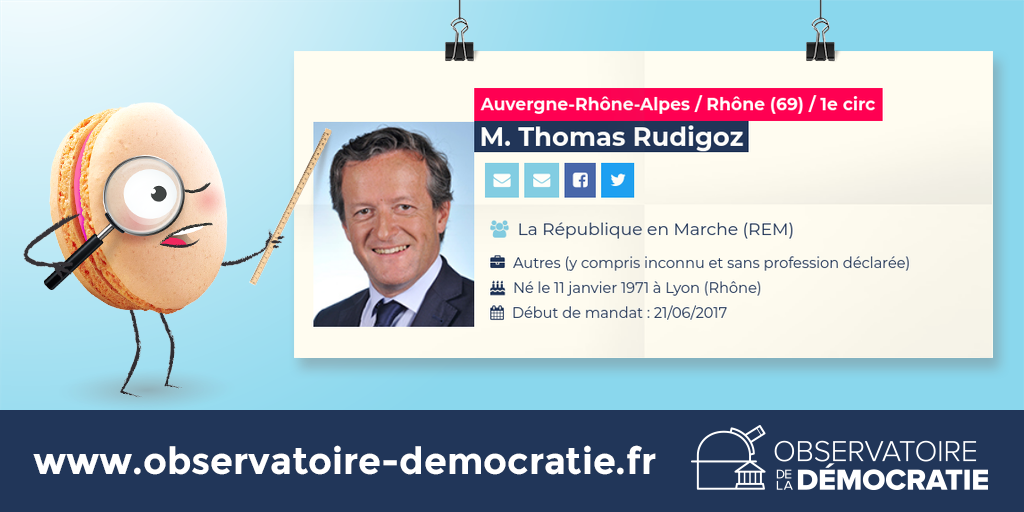 Auvergne-Rhône-Alpes / Rhône (69) / 1e circ
M. Thomas Rudigoz
La République en Marche (REM)
Autres (y compris inconnu et sans profession déclarée)
Né le 11 janvier 1971 à Lyon (Rhône)
Début de mandat : 21/06/2017
www.observatoire-democratie.fr
OBSERVATOIRE
DE LA DÉMOCRATIE